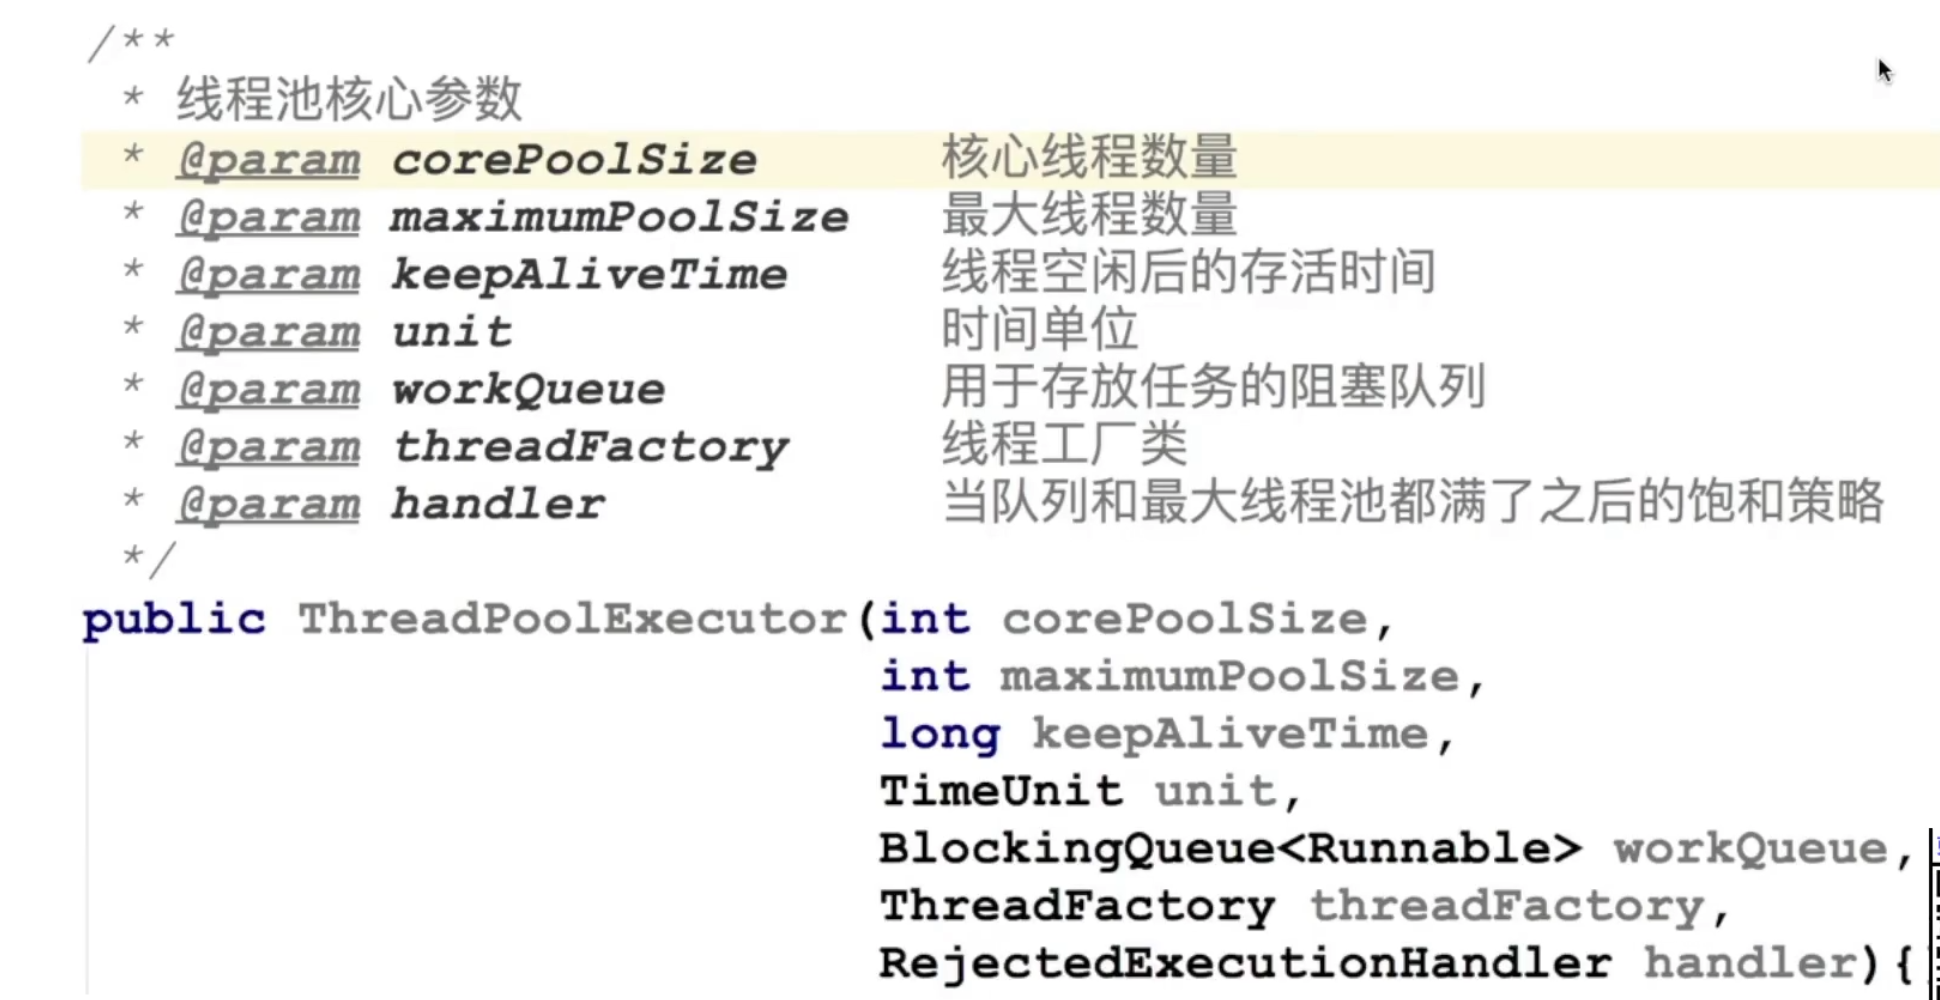 /**
* 线程池核心参数
* @param corePoolSize 核心线程数量
* @param maximumPoolSize 最大线程数量
* @param keepAliveTime 线程空闲后的存活时间
* @param unit 时间单位
* @param workQueue 用于存放任务的阻塞队列
* @param threadFactory 线程工厂类
* @param handler 当队列和最大线程池都满了之后的饱和策略
*/
public ThreadPoolExecutor(int corePoolSize,
int maximumPoolSize,
long keepAliveTime,
TimeUnit unit,
BlockingQueue<Runnable> workQueue,
ThreadFactory threadFactory,
RejectedExecutionHandler handler){